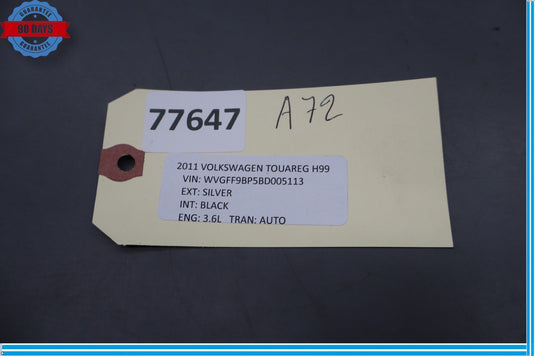 GUARANTEE
90 DAYS
GUARANTEE
77647
A72
2011 VOLKSWAGEN TOUAREG H99
VIN: WVGFF9BP5BD005113
EXT: SILVER
INT: BLACK
ENG: 3.6L TRAN: AUTO